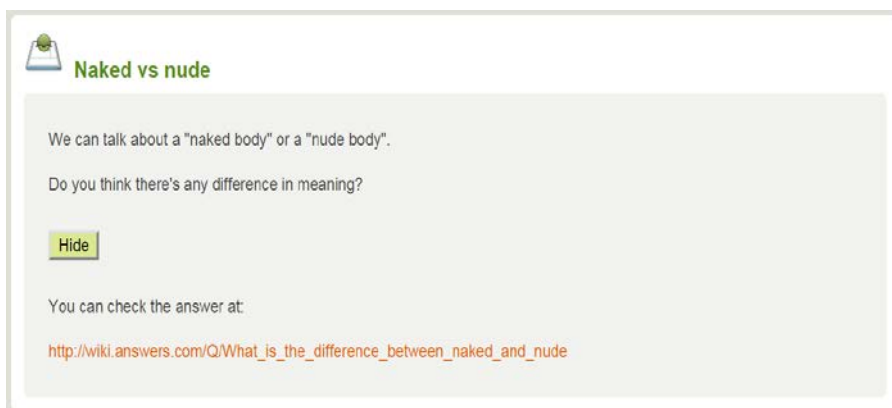 Naked vs nude
We can talk about a "naked body" or a "nude body".
Do you think there's any difference in meaning?
Hide
You can check the answer at:
http://wiki.answers.com/Q/What_is_the_difference_between_naked_and_nude